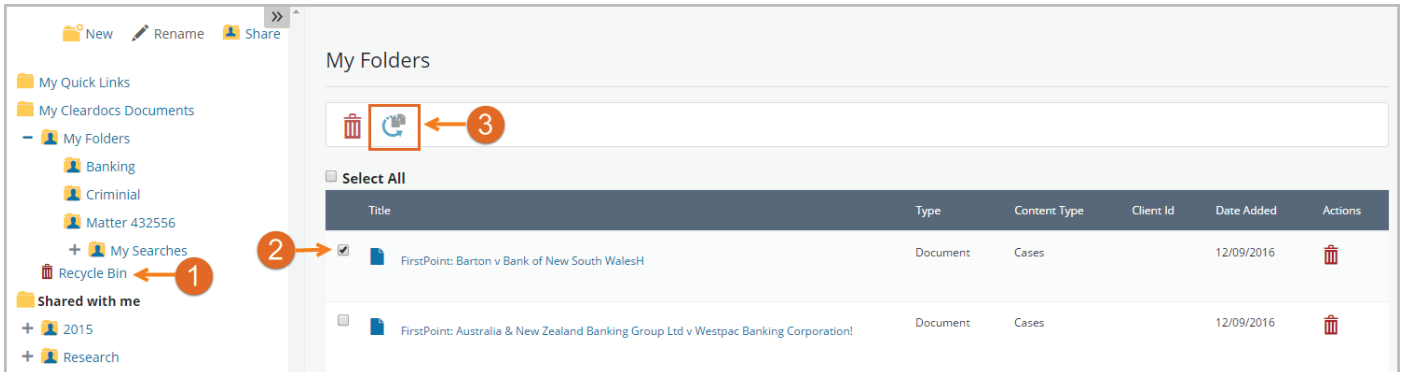 »
New Rename Share
My Quick Links
My Cleardocs Documents
My Folders
Banking
Criminial
Matter 432556
My Searches
1
Recycle Bin
Shared with me
2015
Research
My Folders
3
Select All
Title Type Content Type Client Id Date Added Actions
2
FirstPoint: Barton v Bank of New South WalesH Document Cases 12/09/2016
FirstPoint: Australia & New Zealand Banking Group Ltd v Westpac Banking Corporation! Document Cases 12/09/2016